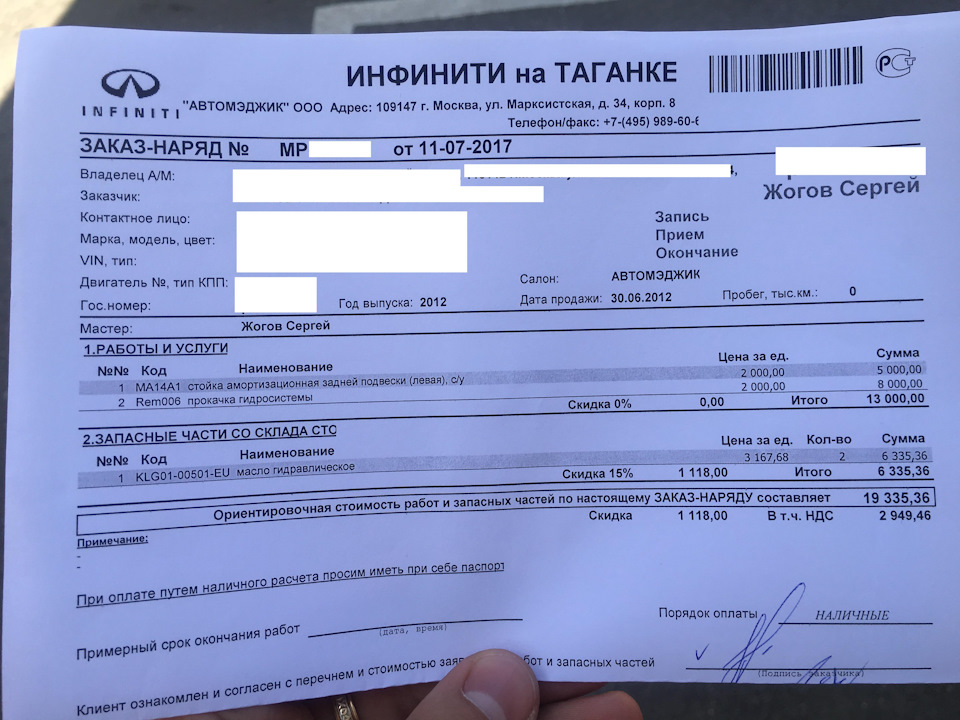 ИНФИНИТИ на ТАГАНКЕ
РСТ
INFINITI
"АВТОМЭДЖИК" ООО Адрес: 109147 г. Москва, ул. Марксистская, д. 34, корп. 8
Телефон/факс: +7-(495) 989-60-6
ЗАКАЗ-НАРЯД № МР от 11-07-2017
Владелец А/М:
Заказчик:
Жогов Сергей
Контактное лицо:
Запись
Марка, модель, цвет:
Прием
VIN, тип:
Окончание
Двигатель №, тип КПП:
Салон: АВТОМЭДЖИК
Гос.номер: Год выпуска: 2012 Дата продажи: 30.06.2012 Пробег, тыс.км.: 0
Мастер: Жогов Сергей
1.РАБОТЫ И УСЛУГИ
№№ Код Наименование Цена за ед. Сумма
1 МА14А1 стойка амортизационная задней подвески (левая), с/у 2 000,00 5 000,00
2 Rem006 прокачка гидросистемы 2 000,00 8 000,00
Скидка 0% 0,00 Итого 13 000,00
2.ЗАПАСНЫЕ ЧАСТИ СО СКЛАДА СТО
№№ Код Наименование Цена за ед. Кол-во Сумма
1 KLG01-00501-EU масло гидравлическое 3 167,68 2 6 335,36
Скидка 15% 1 118,00 Итого 6 335,36
Ориентировочная стоимость работ и запасных частей по настоящему ЗАКАЗ-НАРЯДУ составляет 19 335,36
Скидка 1 118,00 В т.ч. НДС 2 949,46
Примечание:
-
-
При оплате путем наличного расчета просим иметь при себе паспорт
Порядок оплаты НАЛИЧНЫЕ
Примерный срок окончания работ
(дата, время)
Клиент ознакомлен и согласен с перечнем и стоимостью и запасных частей
(Подпись заказчика)